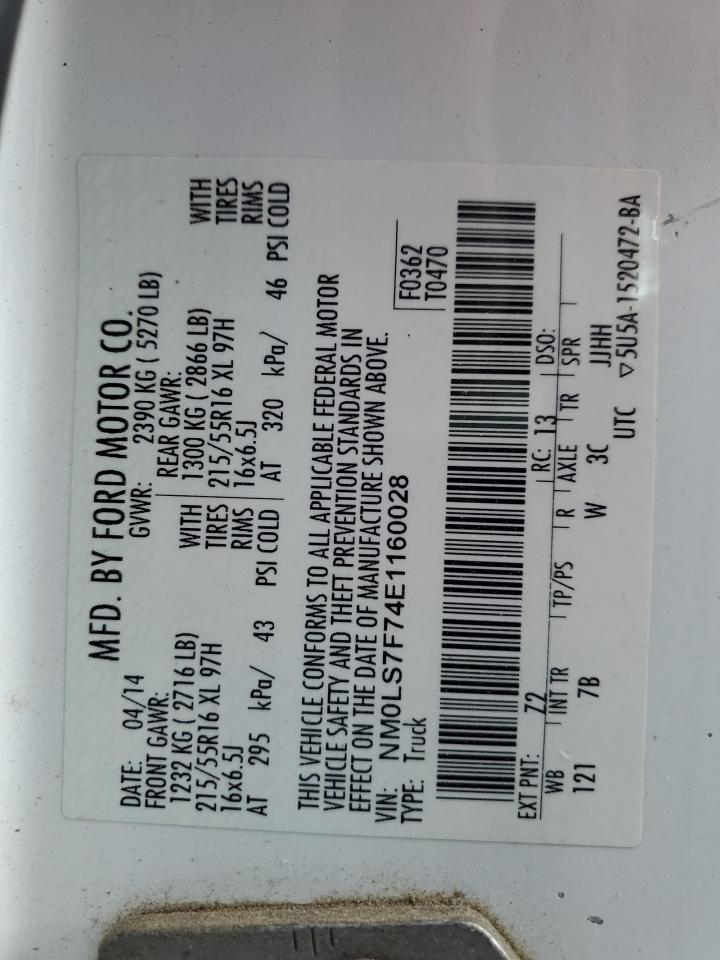 MFD. BY FORD MOTOR CO.
DATE: 04/14 GVWR: 2390 KG ( 5270 LB)
FRONT GAWR: REAR GAWR:
1232 KG ( 2716 LB) WITH 1300 KG ( 2866 LB) WITH
215/55R16 XL 97H TIRES 215/55R16 XL 97H TIRES
16x6.5J RIMS 16x6.5J RIMS
AT 295 kPa/ 43 PSI COLD AT 320 kPa/ 46 PSI COLD
THIS VEHICLE CONFORMS TO ALL APPLICABLE FEDERAL MOTOR
VEHICLE SAFETY AND THEFT PREVENTION STANDARDS IN
EFFECT ON THE DATE OF MANUFACTURE SHOWN ABOVE.
VIN: NM0LS7F74E1160028 F0362
TYPE: Truck T0470
EXT PNT: Z2 RC: 13 DSO:
WB INT TR TP/PS R AXLE TR SPR
121 7B W 3C JJHH
UTC ▽5U5A-1520472-BA